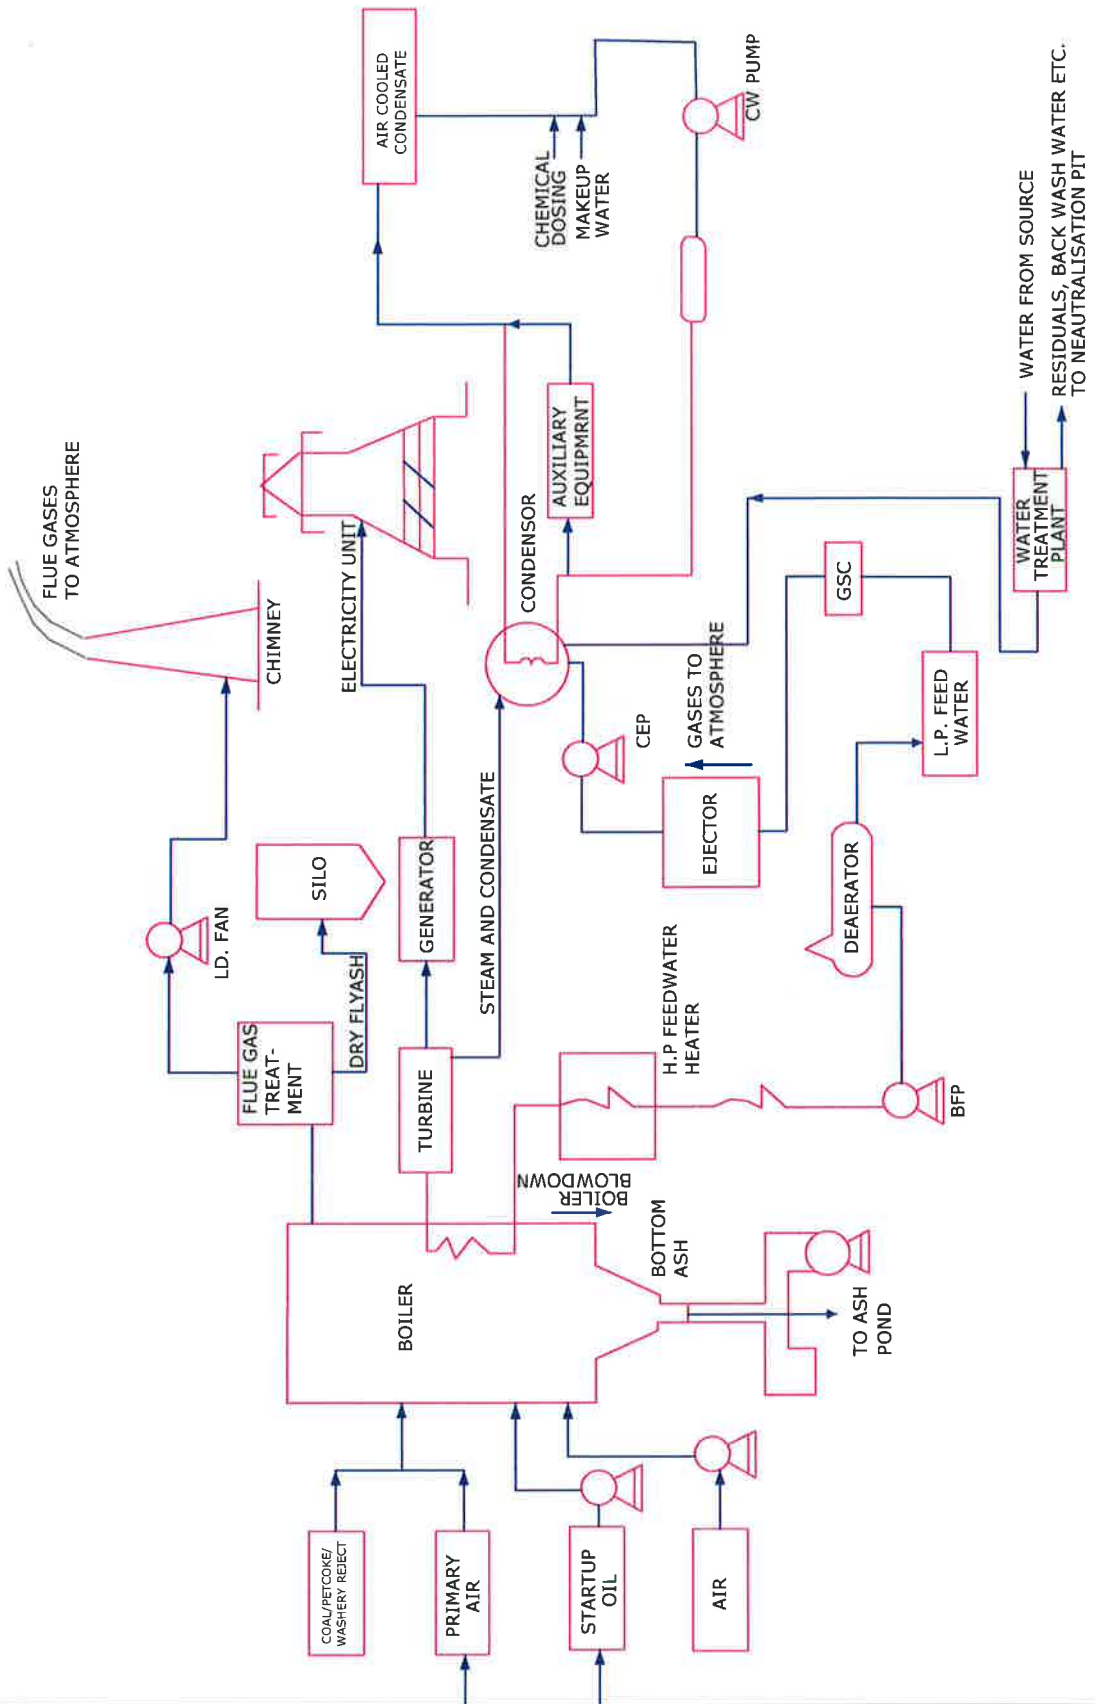 FLUE GASES
TO ATMOSPHERE
CHIMNEY
LD. FAN
SILO
FLUE GAS
TREAT-
MENT
DRY FLYASH
ELECTRICITY UNIT
GENERATOR
TURBINE
STEAM AND CONDENSATE
BOILER
COAL/PETCOKE/
WASHERY REJECT
PRIMARY
AIR
STARTUP
OIL
AIR
BOILER
BLOWDOWN
BOTTOM
ASH
TO ASH
POND
H.P FEEDWATER
HEATER
BFP
DEAERATOR
L.P. FEED
WATER
GSC
EJECTOR
GASES TO
ATMOSPHERE
CEP
CONDENSOR
AUXILIARY
EQUIPMRNT
AIR COOLED
CONDENSATE
CHEMICAL
DOSING
MAKEUP
WATER
CW PUMP
WATER
TREATMENT
PLANT
WATER FROM SOURCE
RESIDUALS, BACK WASH WATER ETC.
TO NEAUTRALISATION PIT